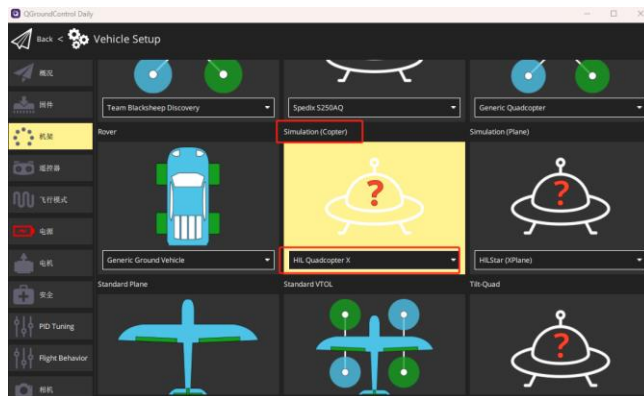 QGroundControl Daily
Back < Vehicle Setup
概况
固件
机架
遥控器
飞行模式
电源
电机
安全
PID Tuning
Flight Behavior
相机
Team Blacksheep Discovery
Spedix S250AQ
Generic Quadcopter
Rover
Simulation (Copter)
Simulation (Plane)
?
?
Generic Ground Vehicle
HIL Quadcopter X
HILStar (XPlane)
Standard Plane
Standard VTOL
Tilt-Quad
?